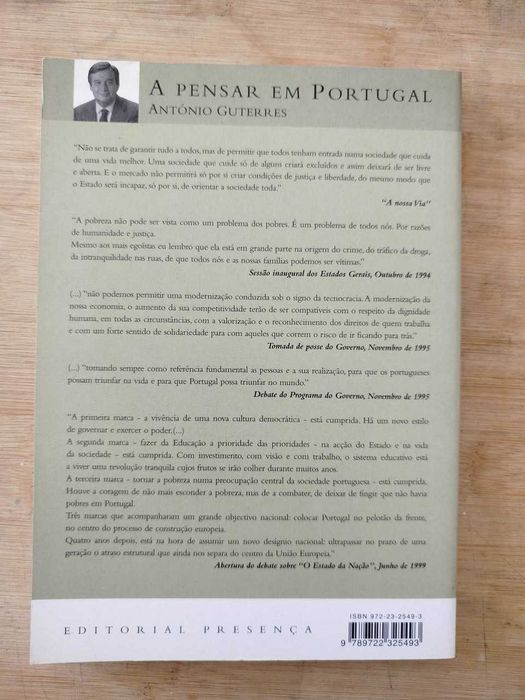 A PENSAR EM PORTUGAL
ANTÓNIO GUTERRES
"Não se trata de garantir tudo a todos, mas de permitir que todos tenham entrada numa sociedade que cuida
de uma vida melhor. Uma sociedade que cuide só de alguns criará excluídos e assim deixará de ser livre
e aberta. E o mercado não permitirá só por si criar condições de justiça e liberdade, do mesmo modo que
o Estado será incapaz, só por si, de orientar a sociedade toda."
"A nossa Via"
"A pobreza não pode ser vista como um problema dos pobres. É um problema de todos nós. Por razões
de humanidade e justiça.
Mesmo aos mais egoístas eu lembro que ela está em grande parte na origem do crime, do tráfico da droga,
da intranquilidade nas ruas, de que todos nós e as nossas famílias podemos ser vítimas."
Sessão inaugural dos Estados Gerais, Outubro de 1994
(...) "não podemos permitir uma modernização conduzida sob o signo da tecnocracia. A modernização da
nossa economia, o aumento da sua competitividade terão de ser compatíveis com o respeito da dignidade
humana, em todas as circunstâncias, com a valorização e o reconhecimento dos direitos de quem trabalha
e com um forte sentido de solidariedade para com aqueles que correm o risco de ir ficando para trás."
Tomada de posse do Governo, Novembro de 1995
(...) "tomando sempre como referência fundamental as pessoas e a sua realização, para que os portugueses
possam triunfar na vida e para que Portugal possa triunfar no mundo."
Debate do Programa do Governo, Novembro de 1995
"A primeira marca - a vivência de uma nova cultura democrática - está cumprida. Há um novo estilo
de governar e exercer o poder.(...)
A segunda marca - fazer da Educação a prioridade das prioridades - na acção do Estado e na vida
da sociedade - está cumprida. Com investimento, com visão e com trabalho, o sistema educativo está
a viver uma revolução tranquila cujos frutos se irão colher durante muitos anos.
A terceira marca - tornar a pobreza numa preocupação central da sociedade portuguesa - está cumprida.
Houve a coragem de não mais esconder a pobreza, mas de a combater, de deixar de fingir que não havia
pobres em Portugal.
Três marcas que acompanharam um grande objectivo nacional: colocar Portugal no pelotão da frente,
no centro do processo de construção europeia.
Quatro anos depois, está na hora de assumir um novo desígnio nacional: ultrapassar no prazo de uma
geração o atraso estrutural que ainda nos separa do centro da União Europeia."
Abertura do debate sobre "O Estado da Nação", Junho de 1999
EDITORIAL PRESENÇA
ISBN 972-23-2549-3
9 789722 325493